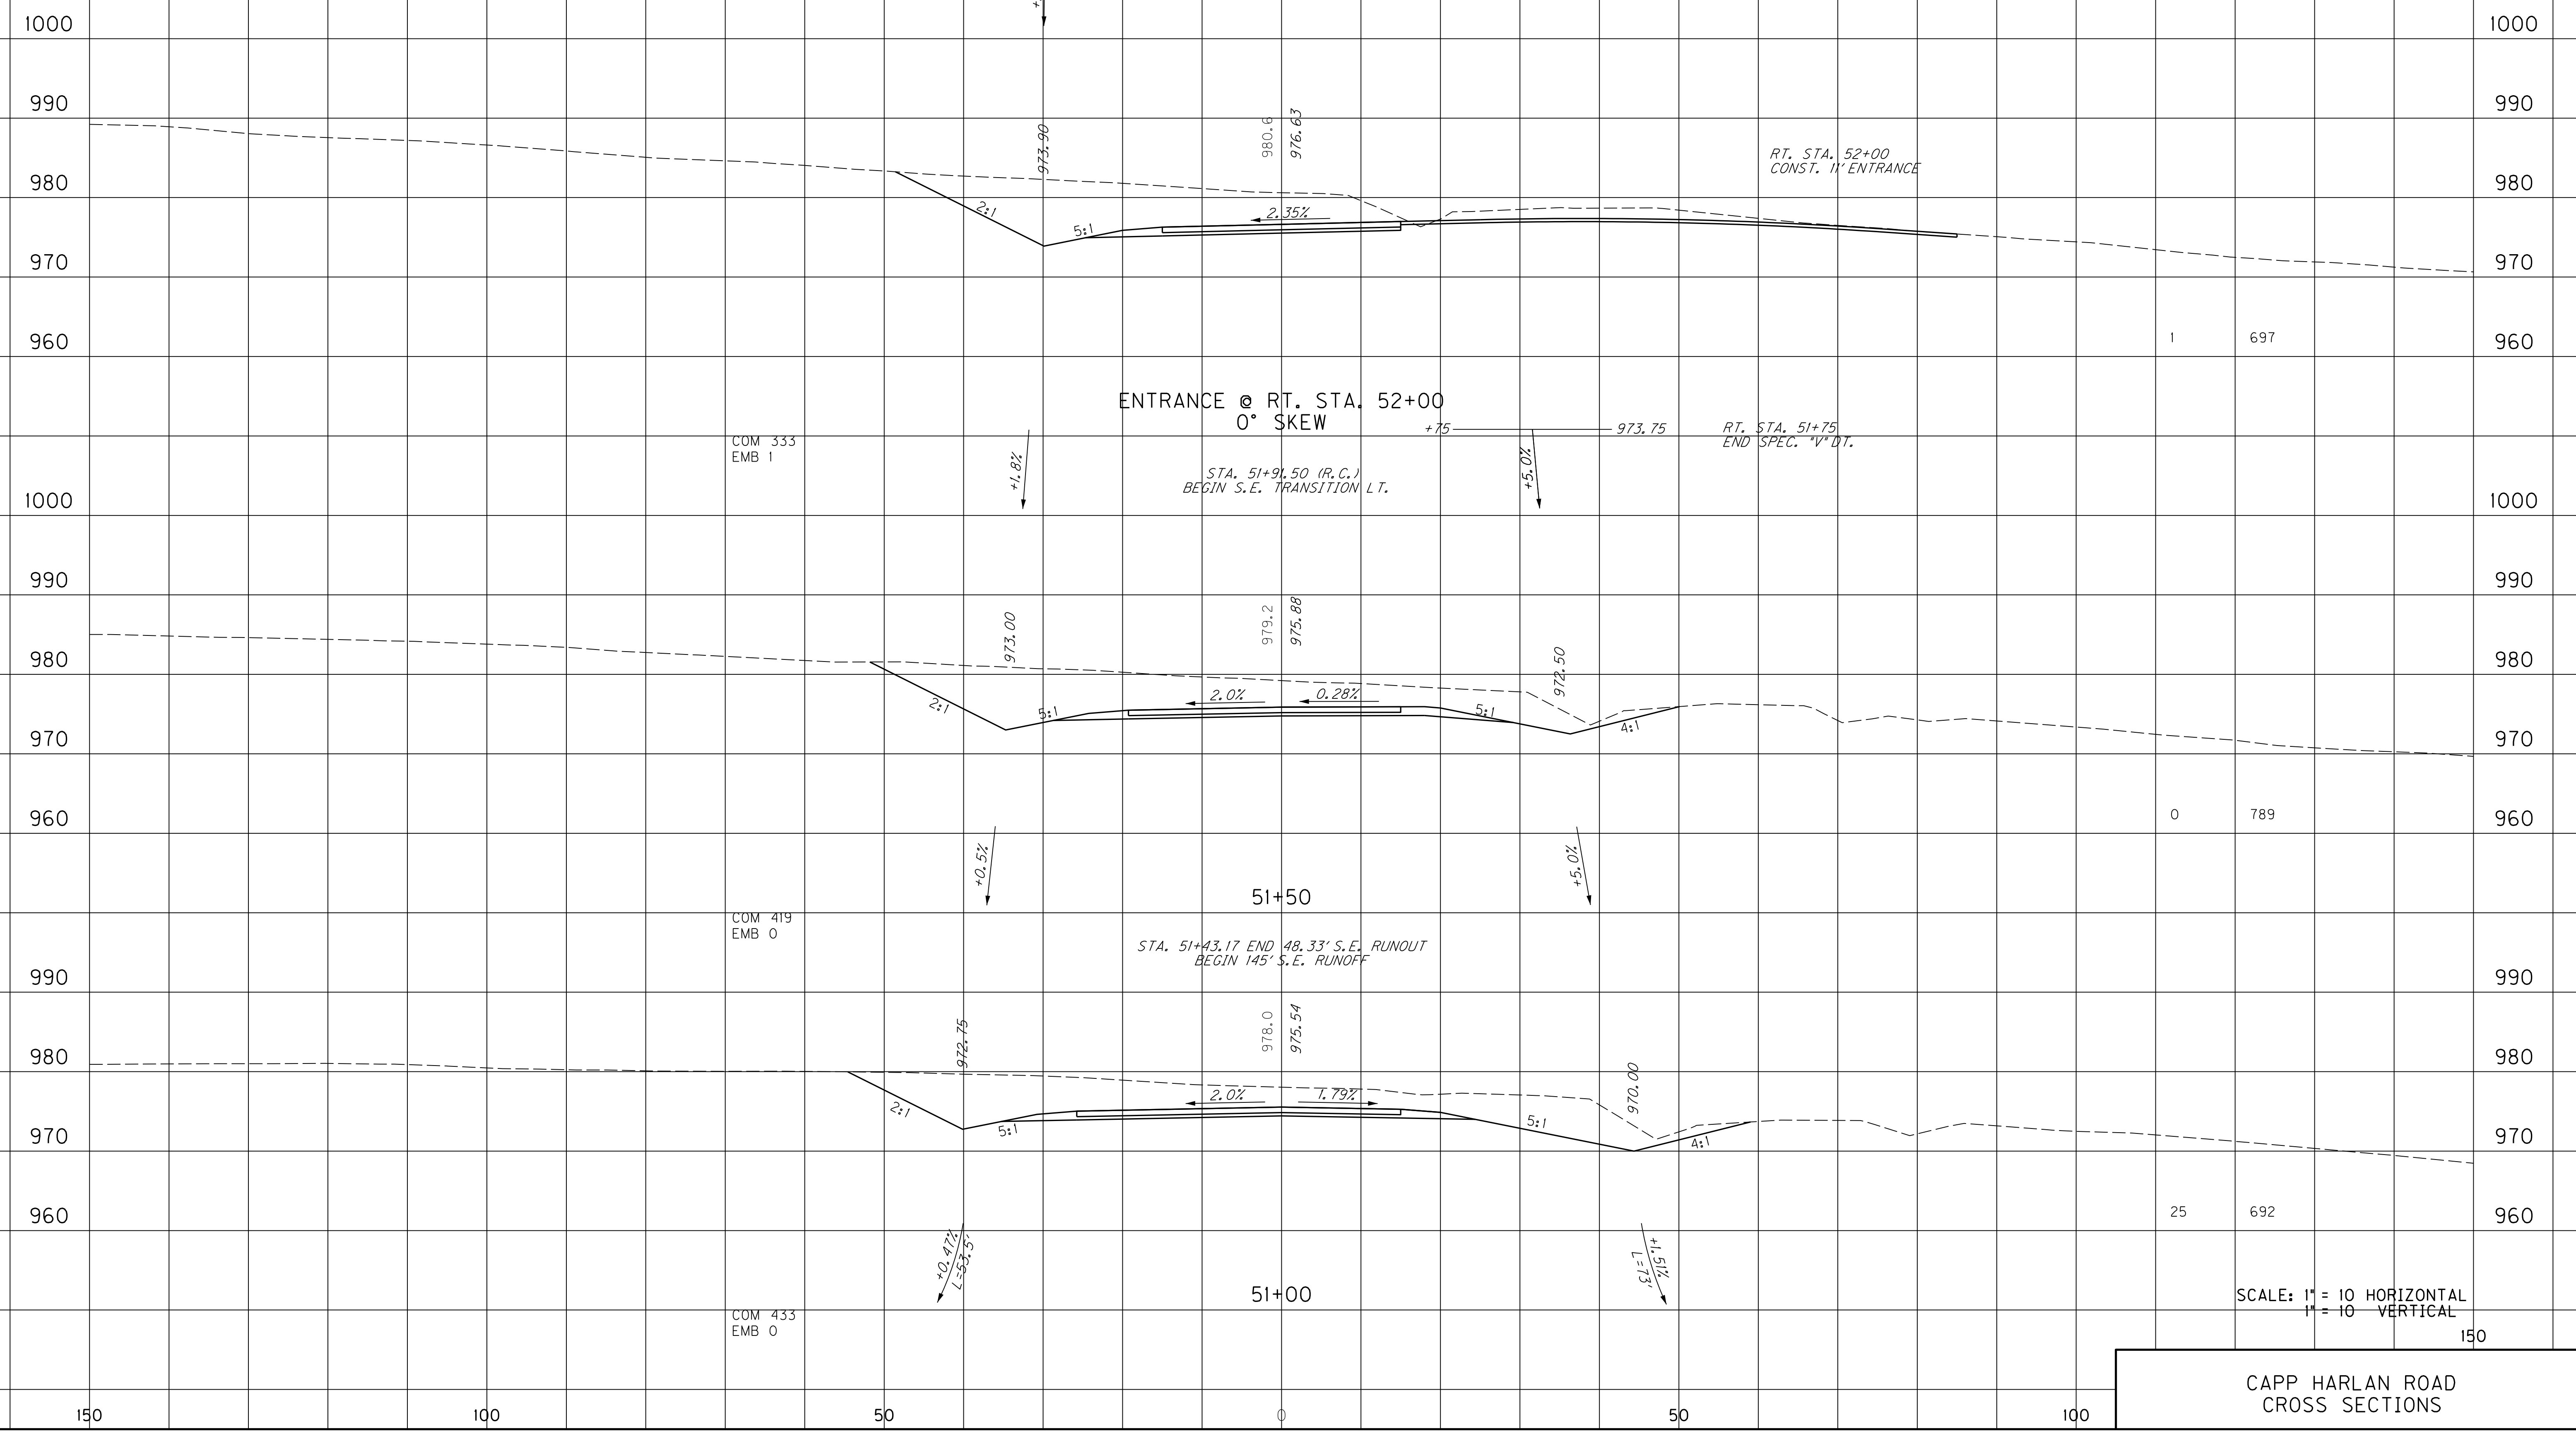 1000 1000
990 990
973.90
980.6
976.63
RT. STA. 52+00
CONST. 11' ENTRANCE
980 980
2:1
5:1
2.35%
970 970
960 1 697 960
ENTRANCE @ RT. STA. 52+00
0° SKEW
COM 333
EMB 1
+1.8%
+75 973.75
+5.0%
RT. STA. 51+75
END SPEC. "V" DT.
STA. 51+91.50 (R.C.)
BEGIN S.E. TRANSITION LT.
1000 1000
990 990
973.00
979.2
975.88
972.50
980 980
2:1
5:1
2.0%
0.28%
5:1
4:1
970 970
960 0 789 960
+0.5%
+5.0%
51+50
COM 419
EMB 0
STA. 51+43.17 END 48.33' S.E. RUNOUT
BEGIN 145' S.E. RUNOFF
990 990
972.75
978.0
975.54
970.00
980 980
2:1
5:1
2.0%
1.79%
5:1
4:1
970 970
960 25 692 960
+0.47%
L=53.5'
+1.51%
L=73'
51+00
COM 433
EMB 0
SCALE: 1" = 10 HORIZONTAL
1" = 10 VERTICAL
150
CAPP HARLAN ROAD
CROSS SECTIONS
150 100 50 0 50 100